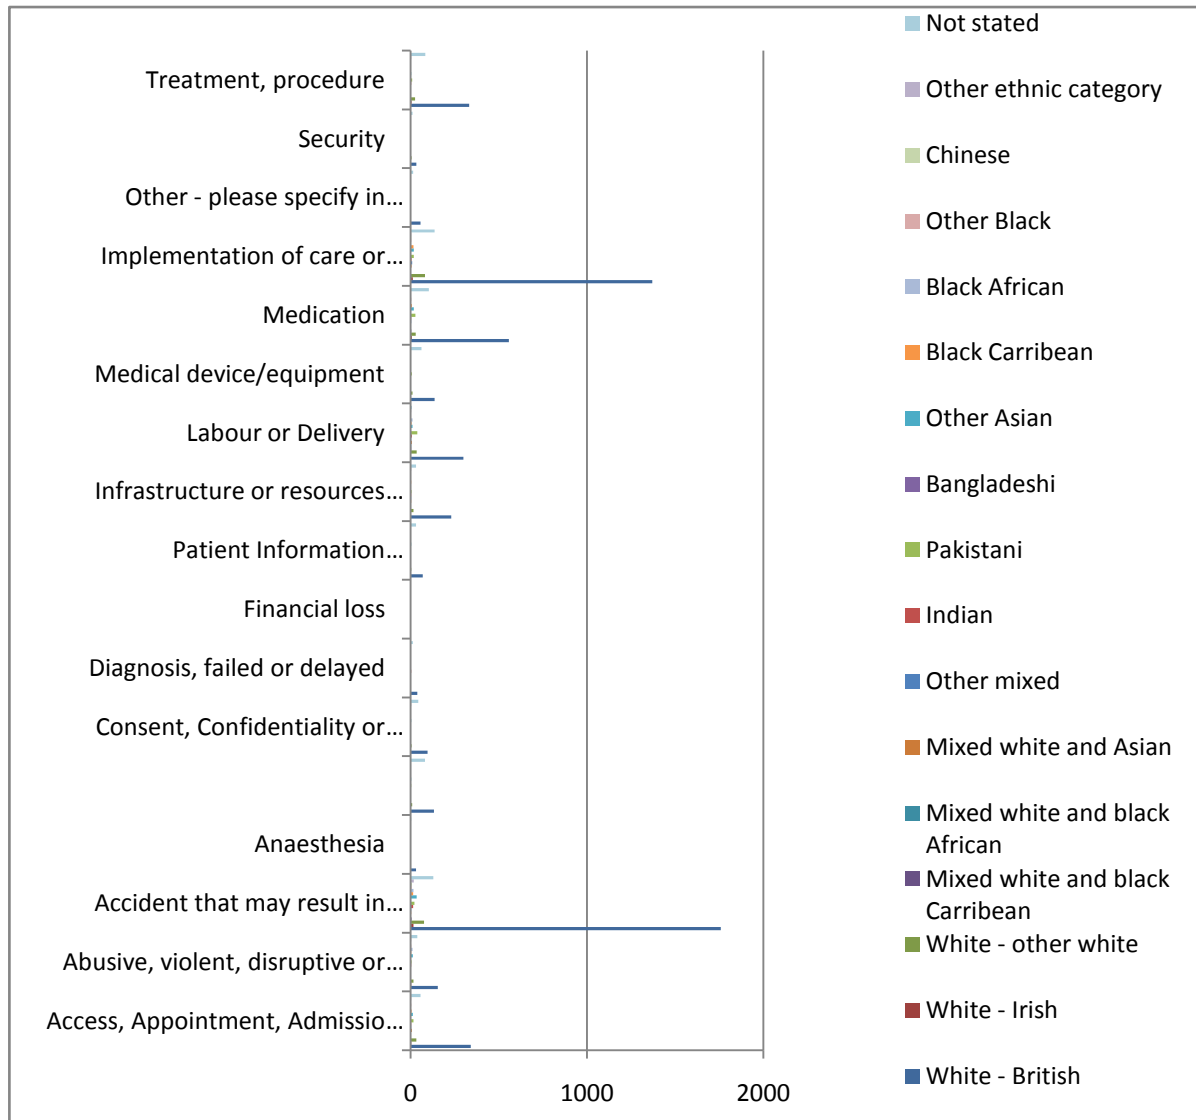 Treatment, procedure
Security
Other - please specify in...
Implementation of care or...
Medication
Medical device/equipment
Labour or Delivery
Infrastructure or resources...
Patient Information...
Financial loss
Diagnosis, failed or delayed
Consent, Confidentiality or...
Anaesthesia
Accident that may result in...
Abusive, violent, disruptive or...
Access, Appointment, Admissio...
0
1000
2000
Not stated
Other ethnic category
Chinese
Other Black
Black African
Black Carribean
Other Asian
Bangladeshi
Pakistani
Indian
Other mixed
Mixed white and Asian
Mixed white and black
African
Mixed white and black
Carribean
White - other white
White - Irish
White - British